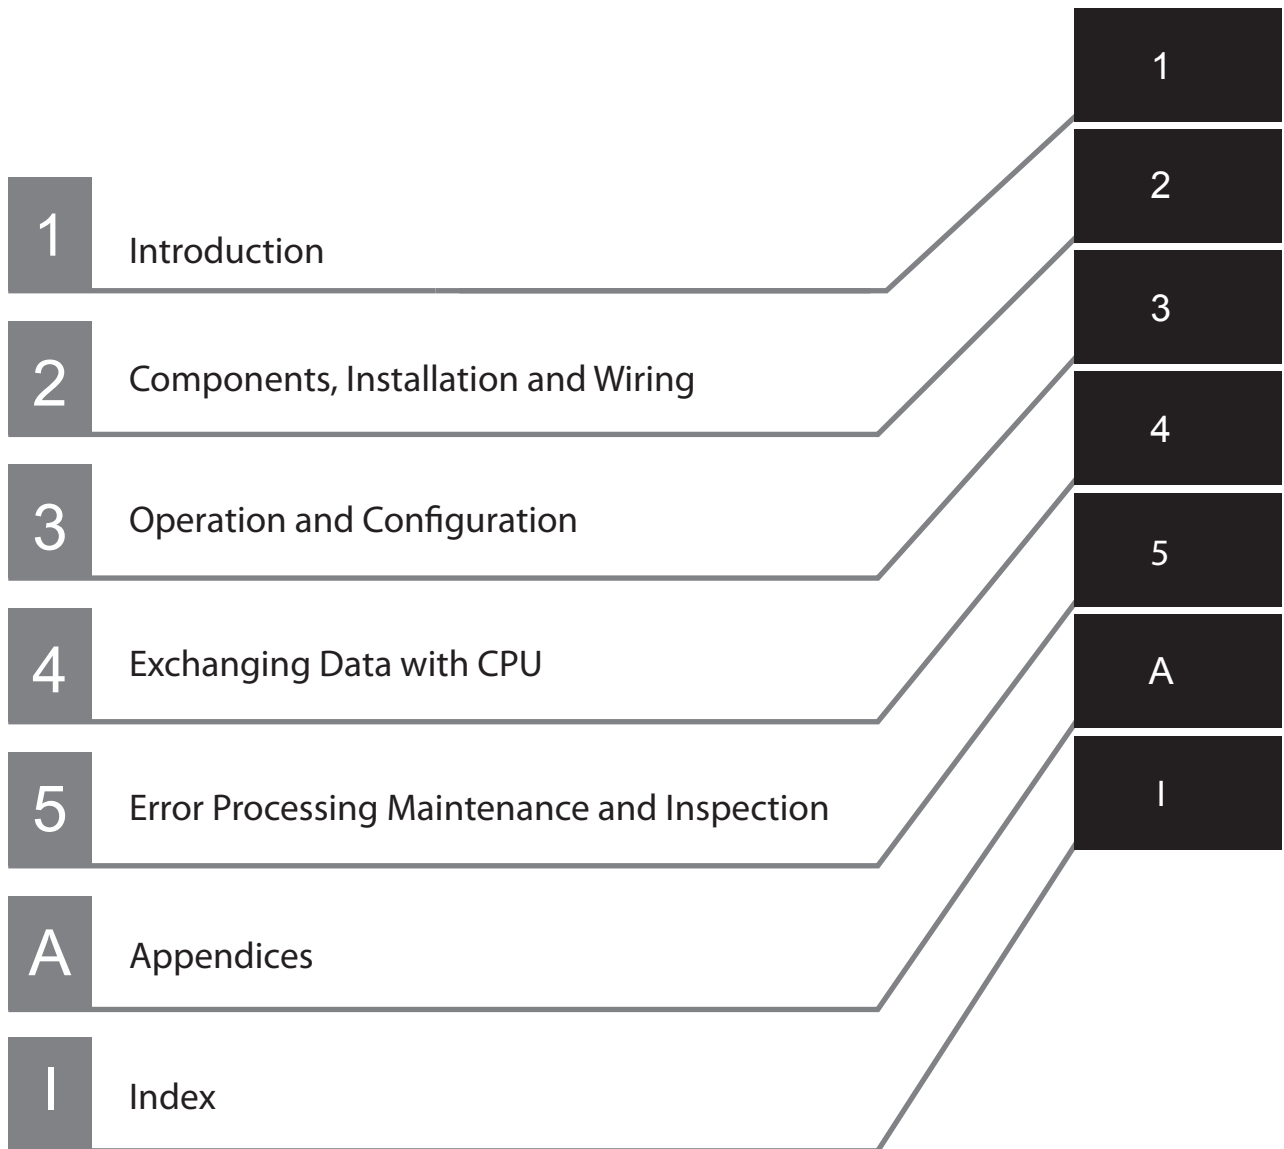 1
Introduction
2
Components, Installation and Wiring
3
Operation and Configuration
4
Exchanging Data with CPU
5
Error Processing Maintenance and Inspection
A
Appendices
I
Index
1
2
3
4
5
A
I